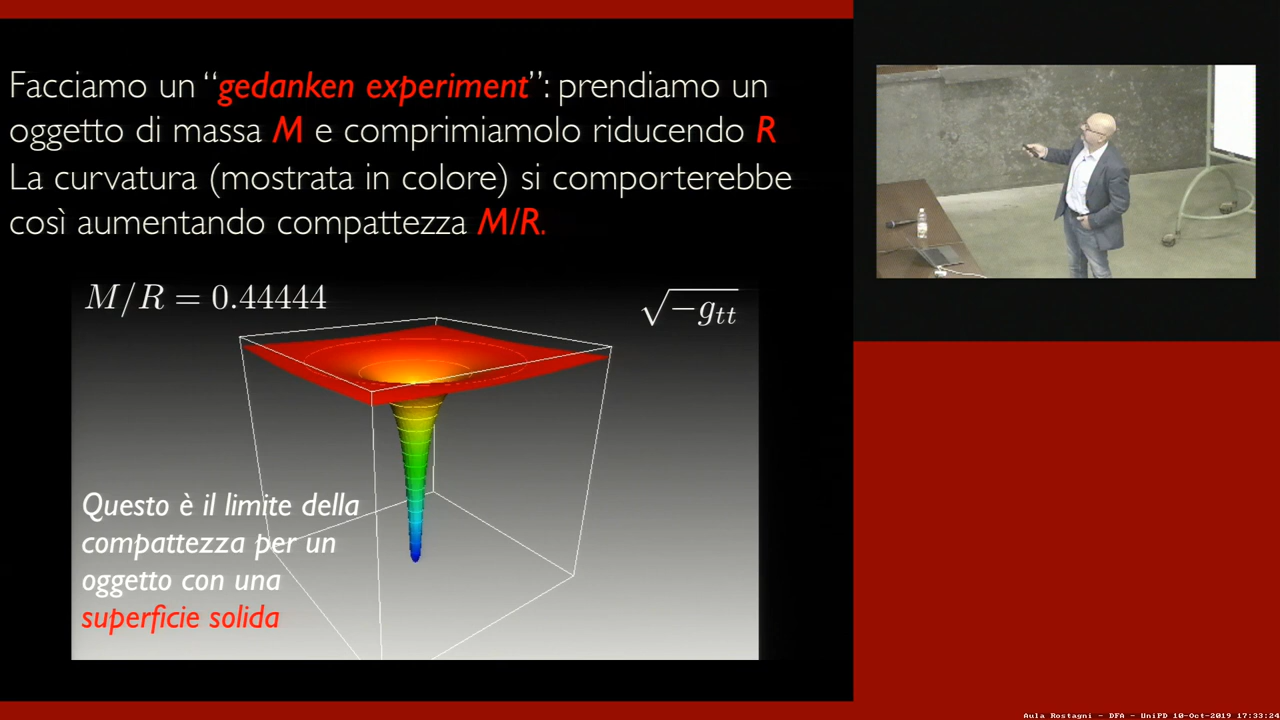 Facciamo un “gedanken experiment”: prendiamo un
oggetto di massa M e comprimiamolo riducendo R
La curvatura (mostrata in colore) si comporterebbe
così aumentando compattezza M/R.
M/R = 0.44444
√−gtt
Questo è il limite della
compattezza per un
oggetto con una
superficie solida
Aula Rostagni - DFA - UniPD 10-Oct-2019 17:33:24